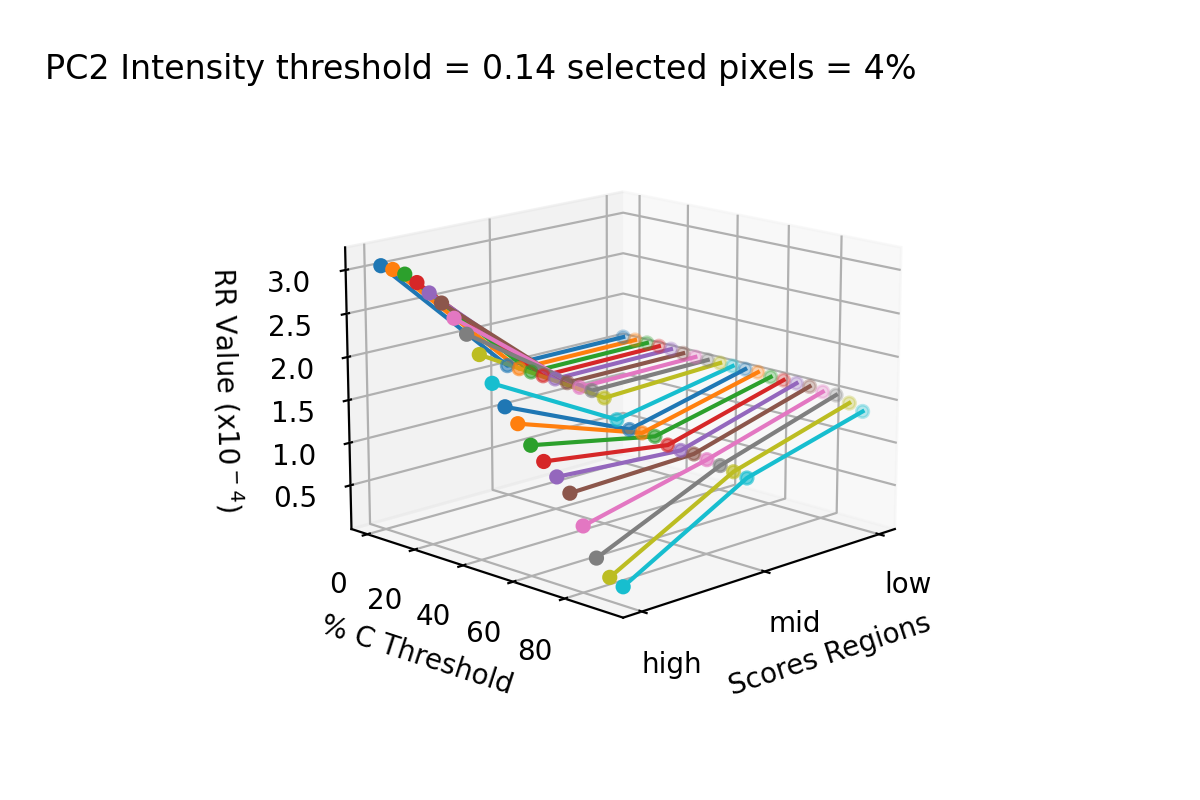 PC2 Intensity threshold = 0.14 selected pixels = 4%
RR Value (x10⁻⁴)
3.0
2.5
2.0
1.5
1.0
0.5
0
20
40
60
80
% C Threshold
high
mid
low
Scores Regions